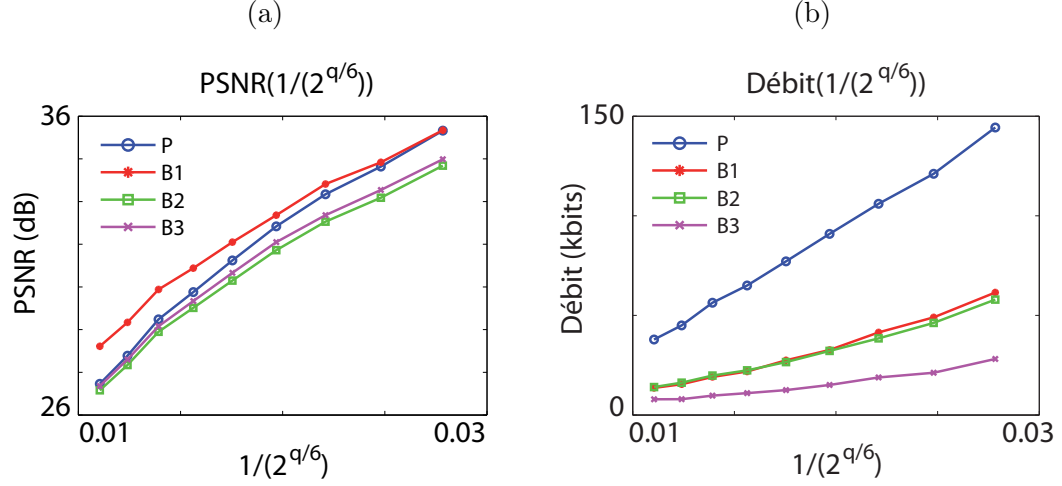 (a)
PSNR(1/(2^q/6))
36
P
B1
B2
B3
PSNR (dB)
26
0.01
0.03
1/(2^q/6)
(b)
Débit(1/(2^q/6))
150
P
B1
B2
B3
Débit (kbits)
0
0.01
0.03
1/(2^q/6)